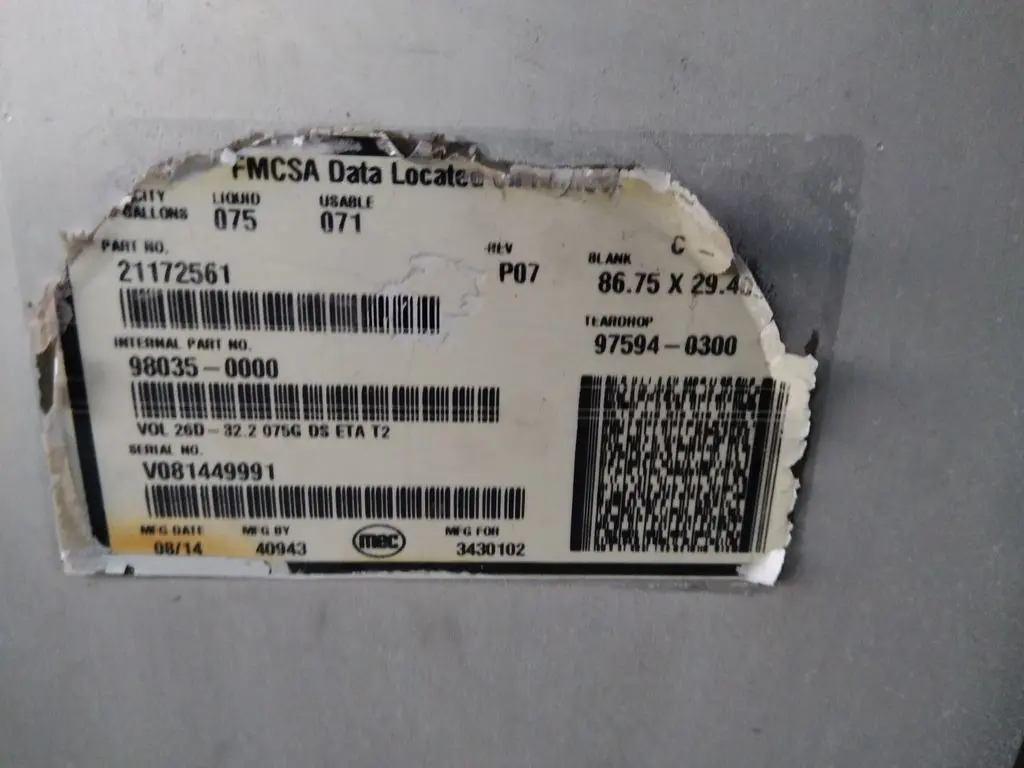 FMCSA Data Located
LIQUID USABLE
GALLONS 075 071
PART NO. REV C -
21172561 P07 BLANK
86.75 X 29.40
TEARDROP
INTERNAL PART NO. 97594-0300
98035-0000
VOL 26D-32.2 075G DS ETA T2
SERIAL NO.
V081449991
MFG DATE MFG BY mec MFG FOR
08/14 40943 3430102